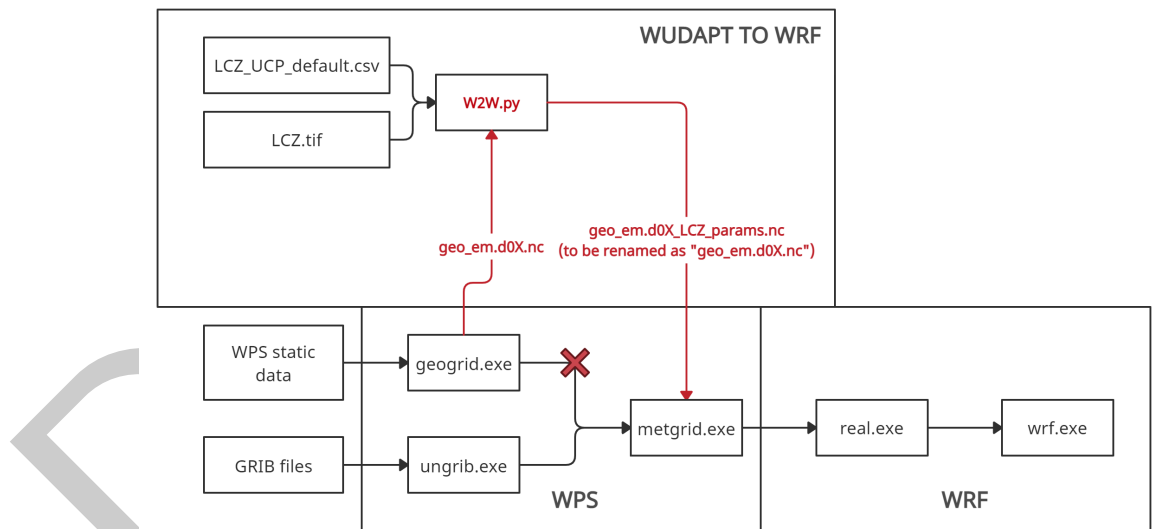 WUDAPT TO WRF
LCZ_UCP_default.csv
W2W.py
LCZ.tif
geo_em.d0X.nc
geo_em.d0X_LCZ_params.nc
(to be renamed as "geo_em.d0X.nc")
WPS static
data
geogrid.exe
metgrid.exe
real.exe
wrf.exe
GRIB files
ungrib.exe
WPS
WRF